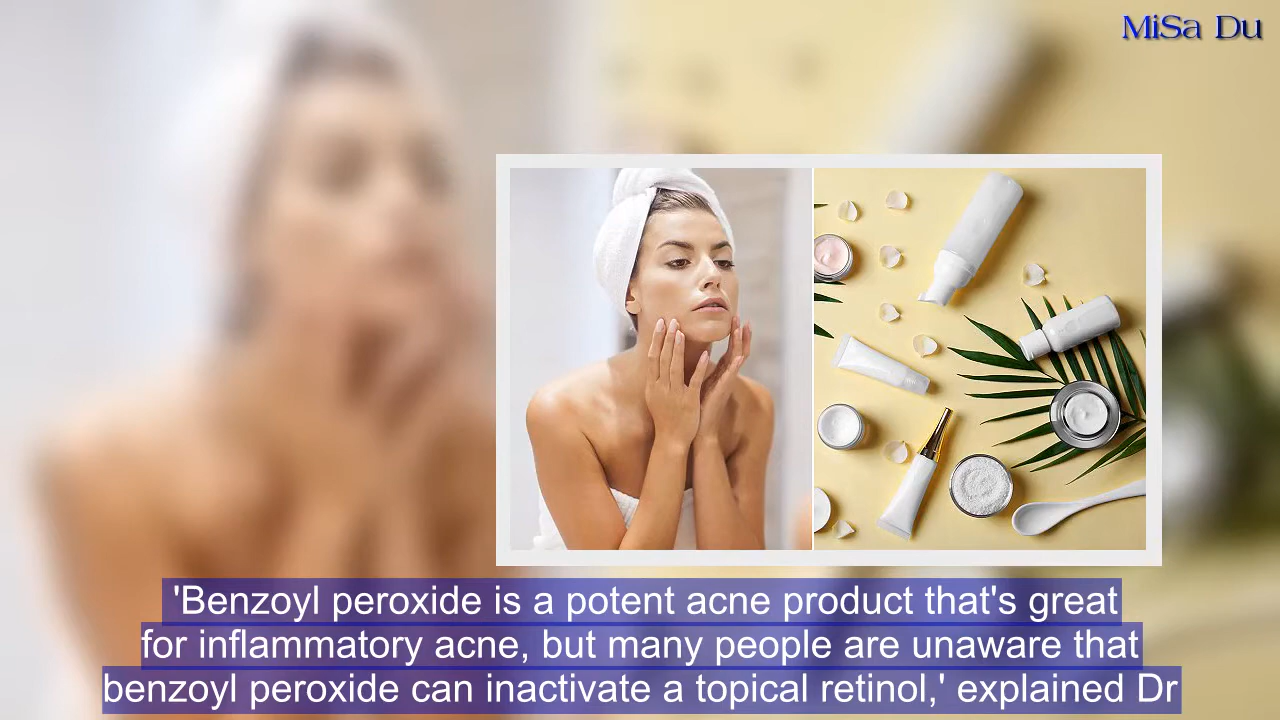 MiSa Du
'Benzoyl peroxide is a potent acne product that's great
for inflammatory acne, but many people are unaware that
benzoyl peroxide can inactivate a topical retinol,' explained Dr